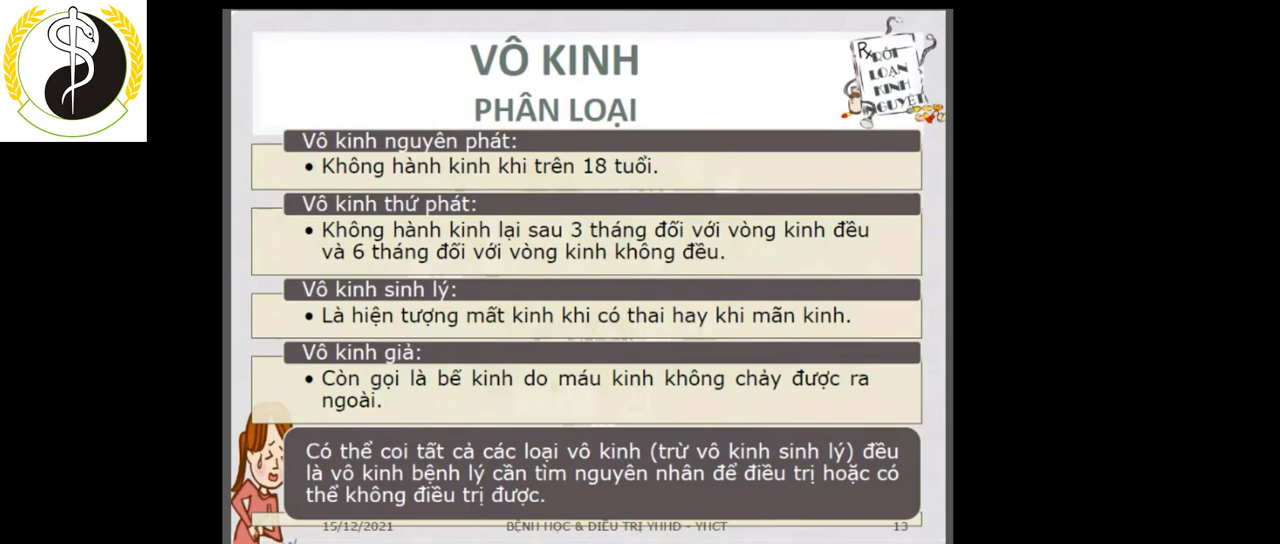 VÔ KINH
PHÂN LOẠI
Rx RỐI
LOẠN
KINH
NGUYỆT
Vô kinh nguyên phát:
• Không hành kinh khi trên 18 tuổi.
Vô kinh thứ phát:
• Không hành kinh lại sau 3 tháng đối với vòng kinh đều
và 6 tháng đối với vòng kinh không đều.
Vô kinh sinh lý:
• Là hiện tượng mất kinh khi có thai hay khi mãn kinh.
Vô kinh giả:
• Còn gọi là bế kinh do máu kinh không chảy được ra
ngoài.
Có thể coi tất cả các loại vô kinh (trừ vô kinh sinh lý) đều
là vô kinh bệnh lý cần tìm nguyên nhân để điều trị hoặc có
thể không điều trị được.
15/12/2021 BỆNH HỌC & ĐIỀU TRỊ YHHĐ - YHCT 13